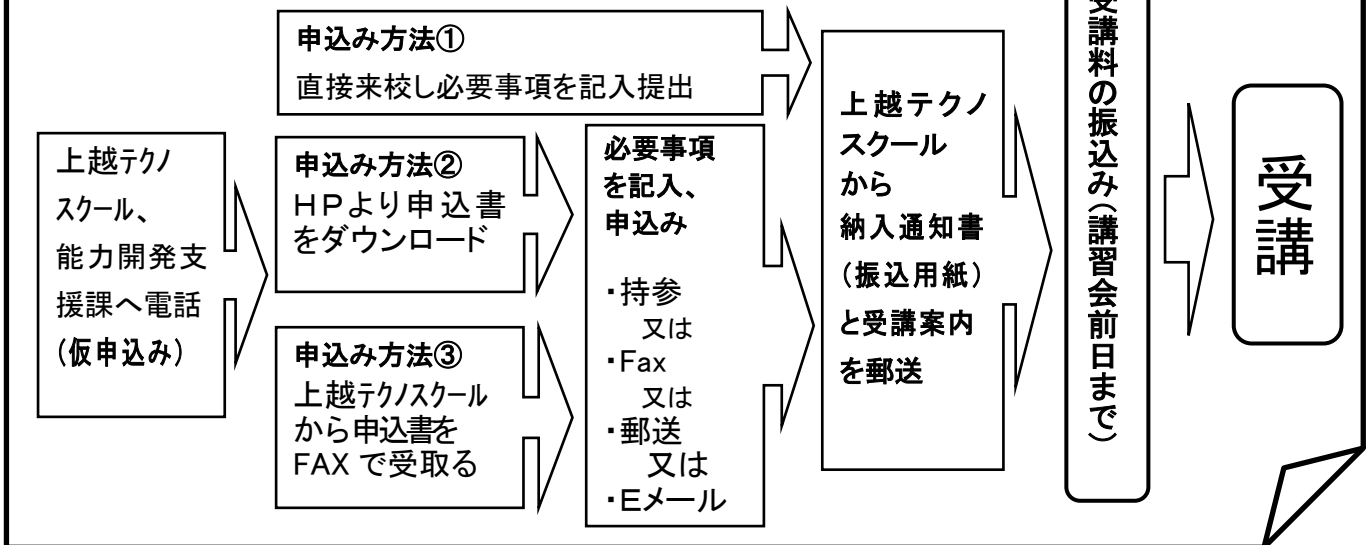 申込み方法①
直接来校し必要事項を記入提出
上越テクノ
スクール、
能力開発支
援課へ電話
(仮申込み)
申込み方法②
HPより申込書
をダウンロード
申込み方法③
上越テクノスクール
から申込書を
FAXで受取る
必要事項
を記入、
申込み
・持参
又は
・Fax
又は
・郵送
又は
・Eメール
上越テクノ
スクール
から
納入通知書
(振込用紙)
と受講案内
を郵送
受講料の振込み(講習会前日まで)
受講